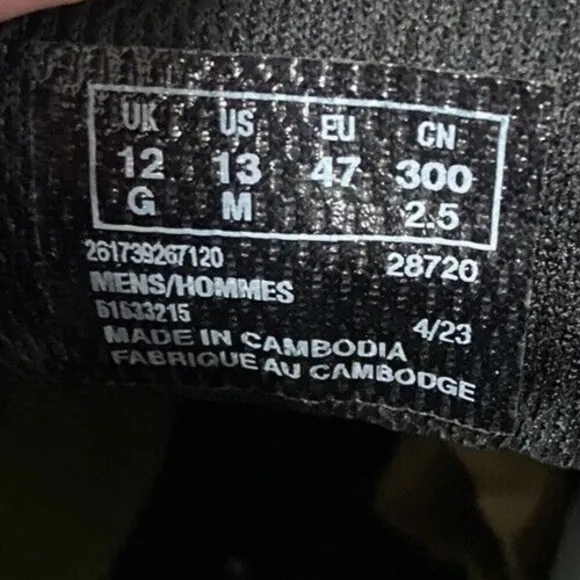 UK US EU CN
12 13 47 300
G M 2.5
261739267120 28720
MENS/HOMMES
61633215 4/23
MADE IN CAMBODIA
FABRIQUE AU CAMBODGE